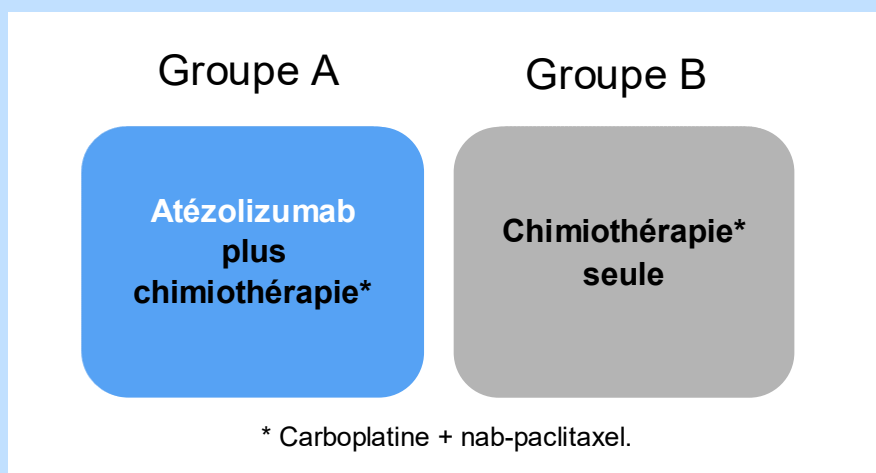 Groupe A
Groupe B
Atézolizumab
plus
chimiothérapie*
Chimiothérapie*
seule
* Carboplatine + nab-paclitaxel.